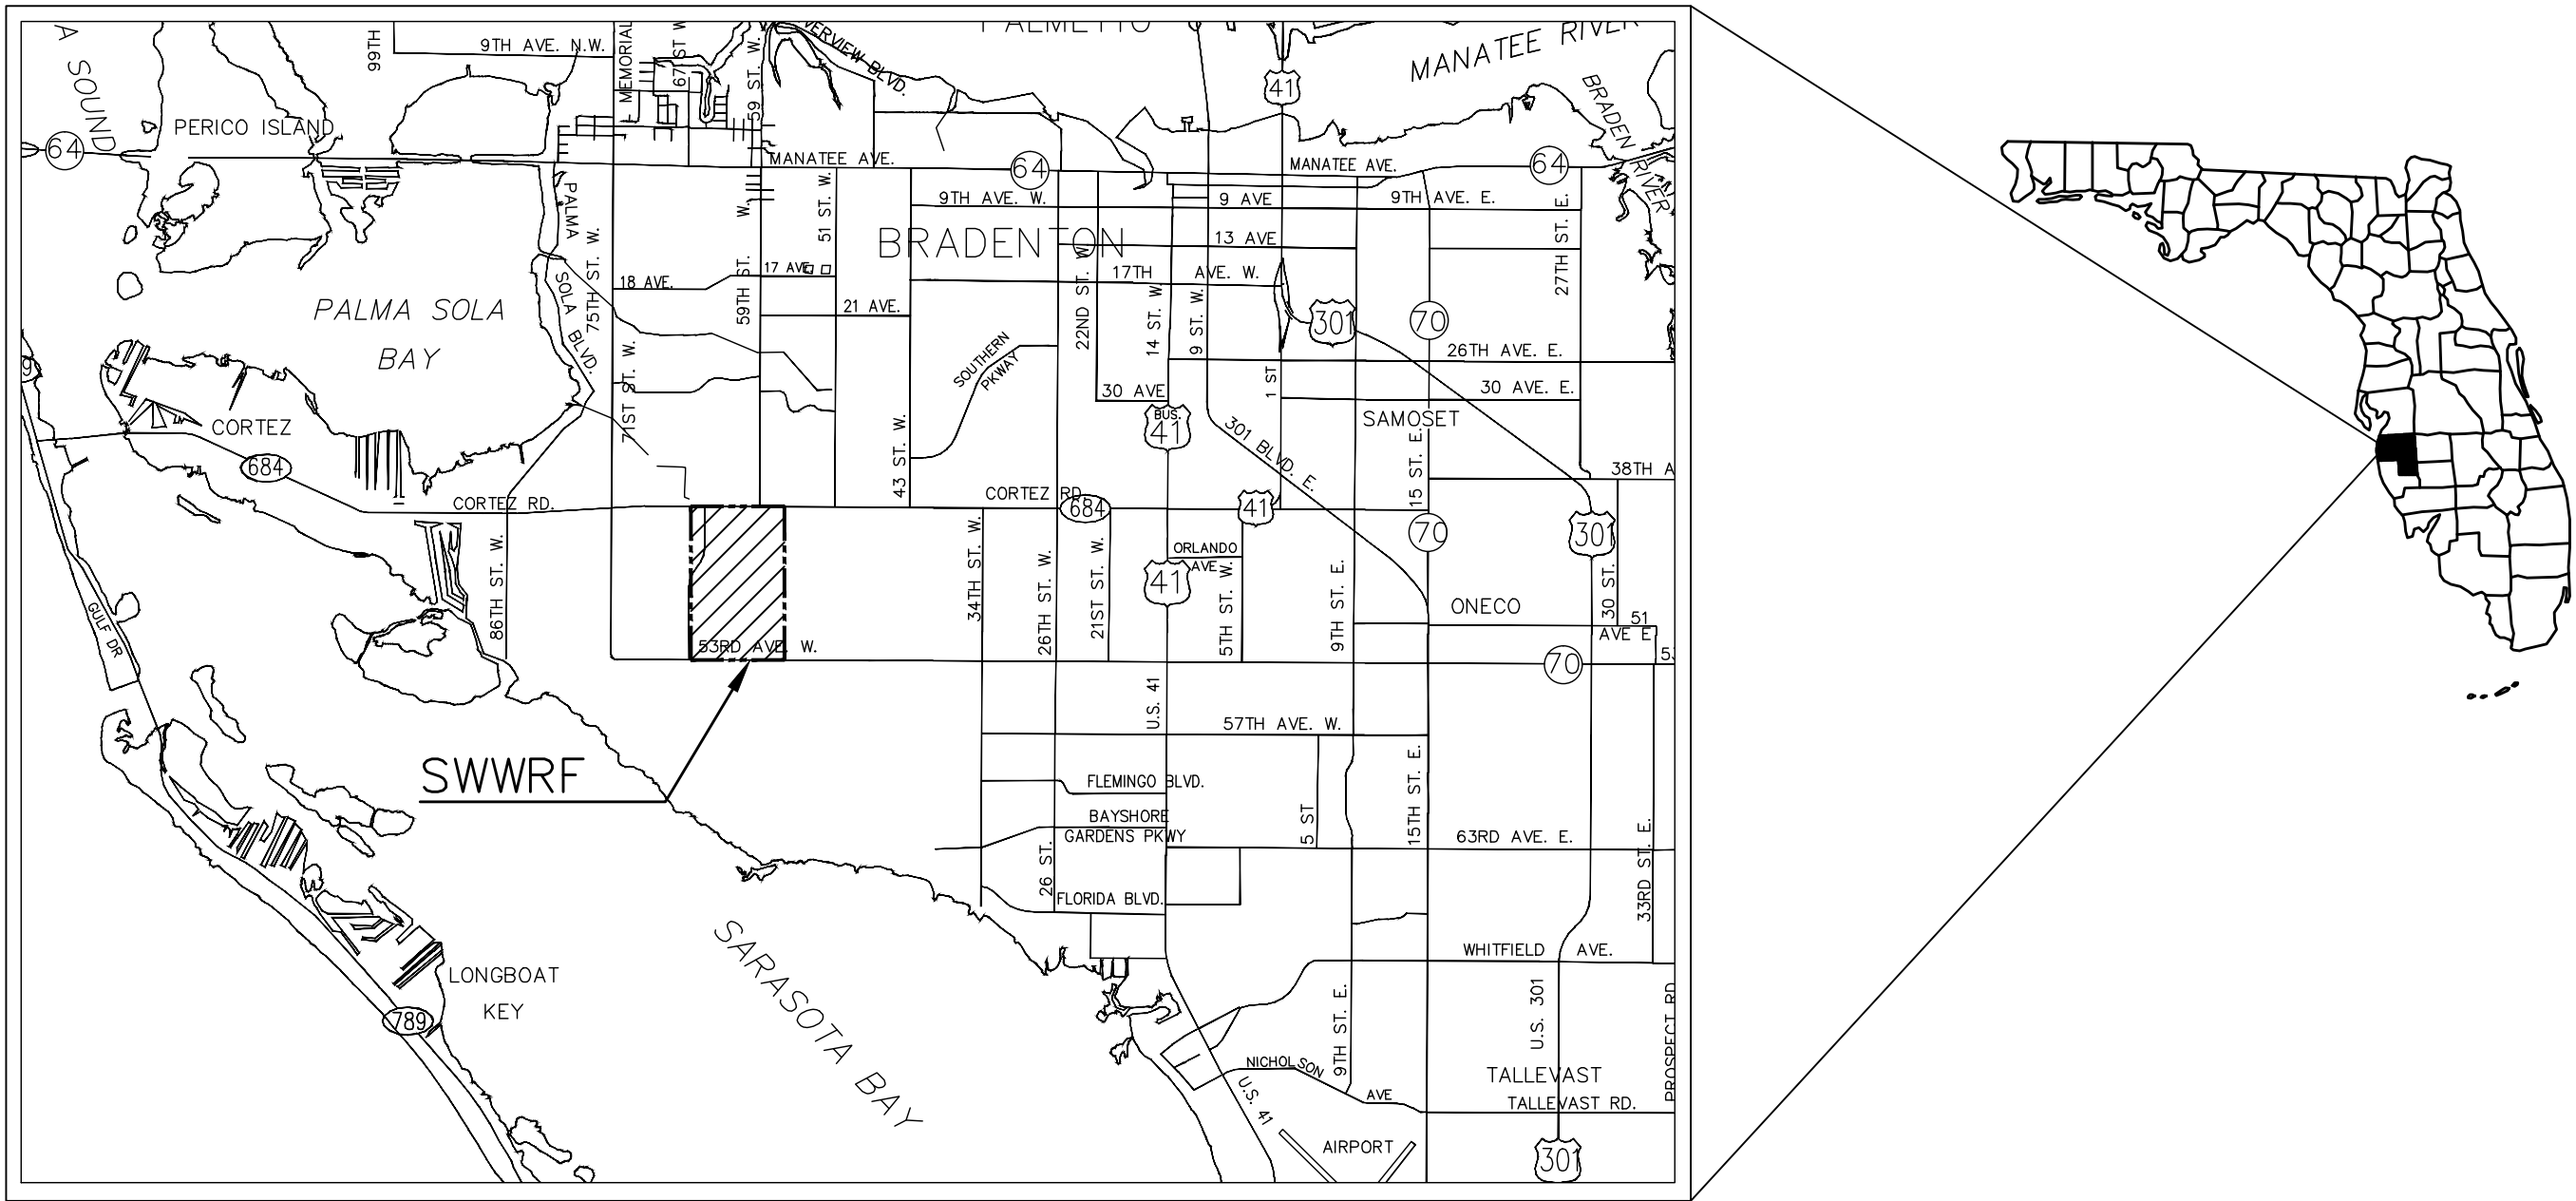 PALMETTO
MANATEE RIVER
A SOUND
99TH
9TH AVE. N.W.
MEMORIAL
67 ST W
59 ST. W.
VERVIEW BLVD.
41
BRADEN RIVER
BRADEN RIVER
PERICO ISLAND
64
MANATEE AVE.
64
MANATEE AVE.
64
PALMA
SOLA BLVD.
75TH ST. W.
51 ST. W.
9TH AVE. W.
9 AVE
9TH AVE. E.
27TH ST. E.
BRADENTON
13 AVE
17 AVE
17TH AVE. W.
18 AVE.
59TH ST. W.
21 AVE.
22ND ST. W
14 ST. W.
9 ST. W.
301
70
PALMA SOLA
BAY
71ST ST. W.
SOUTHERN
PKWAY
26TH AVE. E.
30 AVE
1 ST
30 AVE. E.
9
CORTEZ
BUS.
41
SAMOSET
684
43 ST. W.
301 BLVD. E.
15 ST. E.
38TH A
CORTEZ RD.
CORTEZ RD.
684
41
70
301
86TH ST. W.
34TH ST. W.
26TH ST. W.
21ST ST. W.
ORLANDO
AVE
41
5TH ST. W.
9TH ST. E.
30 ST.
ONECO
51
AVE E
GULF DR
53RD AVE. W.
70
53
U.S. 41
57TH AVE. W.
SWWRF
FLEMINGO BLVD.
BAYSHORE
GARDENS PKWY
5 ST
15TH ST. E.
63RD AVE. E.
33RD ST. E.
26 ST.
FLORIDA BLVD.
SARASOTA BAY
WHITFIELD AVE.
LONGBOAT
KEY
789
9TH ST. E.
U.S. 301
PROSPECT RD
NICHOLSON
AVE
U.S. 41
TALLEVAST
TALLEVAST RD.
AIRPORT
301